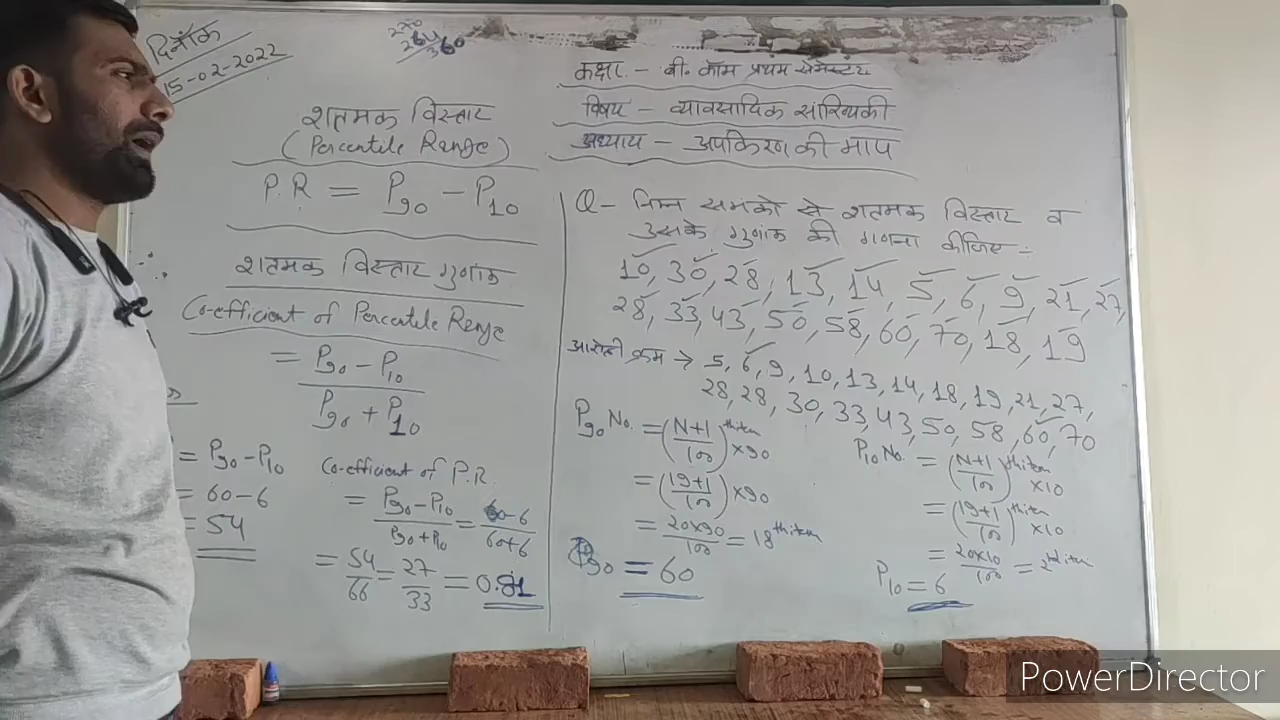 दिनाँक
15-02-2022
260
कक्षा - बी. कॉम प्रथम सेमेस्टर
विषय - व्यावसायिक सांख्यिकी
अध्याय - अपकिरण की माप
शतमक विस्तार
(Percentile Range)
P.R = P90 - P10
शतमक विस्तार गुणांक
Co-efficient of Percentile Range
= P90 - P10
P90 + P10
= P90 - P10
= 60 - 6
= 54
Co-efficient of P.R.
= P90 - P10 / P90 + P10 = 60 - 6 / 60+6
= 54/66 = 27/33 = 0.81
Q - निम्न समंको से शतमक विस्तार व
उसके गुणांक की गणना कीजिए :-
10, 30, 28, 13, 14, 5, 6, 9, 21, 27,
28, 33, 43, 50, 58, 60, 70, 18, 19
आरोही क्रम → 5, 6, 9, 10, 13, 14, 18, 19, 21, 27,
28, 28, 30, 33, 43, 50, 58, 60, 70
P90 No. = (N+1/100)th item × 90
= (19+1/100) × 90
= 20×90/100 = 18th item
P90 = 60
P10 No. = (N+1/100)th item × 10
= (19+1/100)th item × 10
= 20×10/100 = 2nd item
P10 = 6
PowerDirector